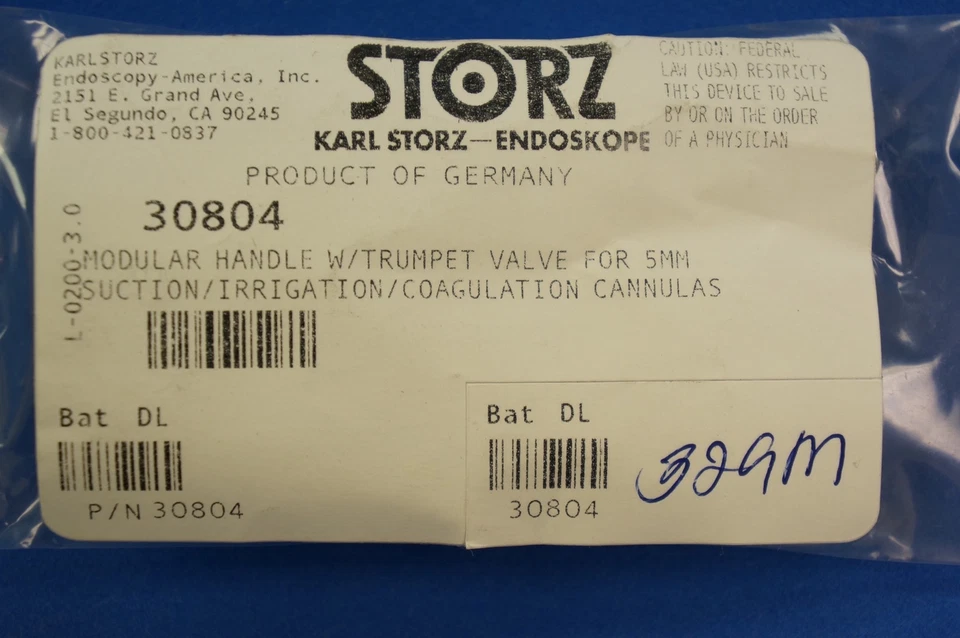 KARLSTORZ
Endoscopy-America, Inc.
2151 E. Grand Ave,
El Segundo, CA 90245
1-800-421-0837
STORZ
KARL STORZ—ENDOSKOPE
CAUTION: FEDERAL
LAW (USA) RESTRICTS
THIS DEVICE TO SALE
BY OR ON THE ORDER
OF A PHYSICIAN
PRODUCT OF GERMANY
30804
L-0200-3.0
MODULAR HANDLE W/TRUMPET VALVE FOR 5MM
SUCTION/IRRIGATION/COAGULATION CANNULAS
Bat DL
P/N 30804
Bat DL
30804
329M